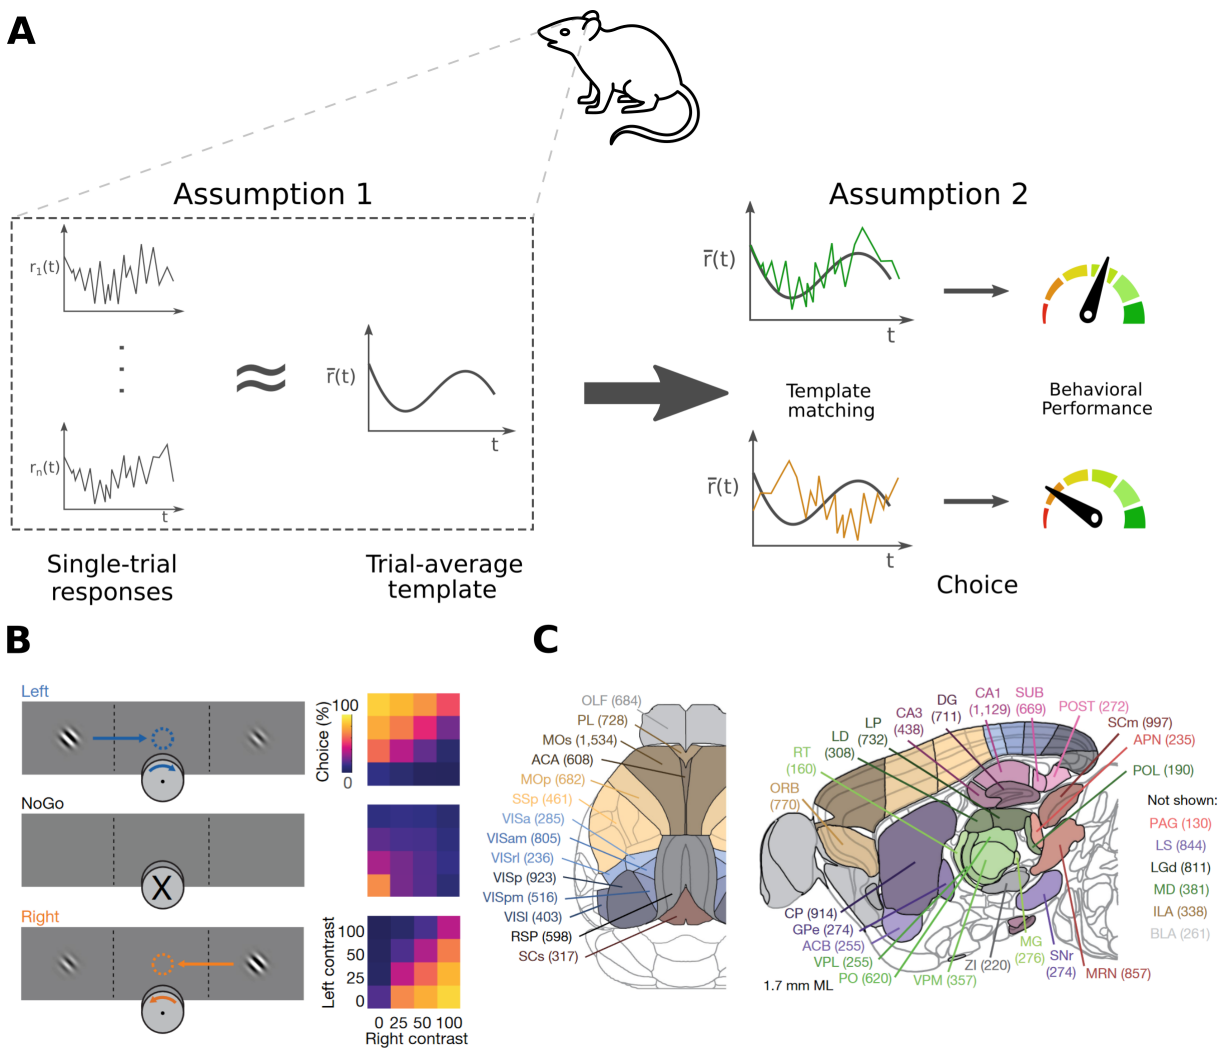 A
Assumption 1
Assumption 2
r1(t)
rn(t)
t
r̄(t)
t
r̄(t)
t
r̄(t)
t
Template
matching
Behavioral
Performance
Single-trial
responses
Trial-average
template
Choice
B
Left
NoGo
X
Right
Choice (%)
100
0
Left contrast
100
50
25
0
0 25 50 100
Right contrast
C
OLF (684)
PL (728)
MOs (1,534)
ACA (608)
MOp (682)
SSp (461)
VISa (285)
VISam (805)
VISrl (236)
VISp (923)
VISpm (516)
VISl (403)
RSP (598)
SCs (317)
RT
(160)
ORB
(770)
LD
(308)
LP
(732)
CA3
(438)
DG
(711)
CA1
(1,129)
SUB
(669)
POST (272)
SCm (997)
APN (235)
POL (190)
Not shown:
PAG (130)
LS (844)
LGd (811)
MD (381)
ILA (338)
BLA (261)
CP (914)
GPe (274)
ACB (255)
VPL (255)
PO (620)
VPM (357)
ZI (220)
MG
(276)
SNr
(274)
MRN (857)
1.7 mm ML